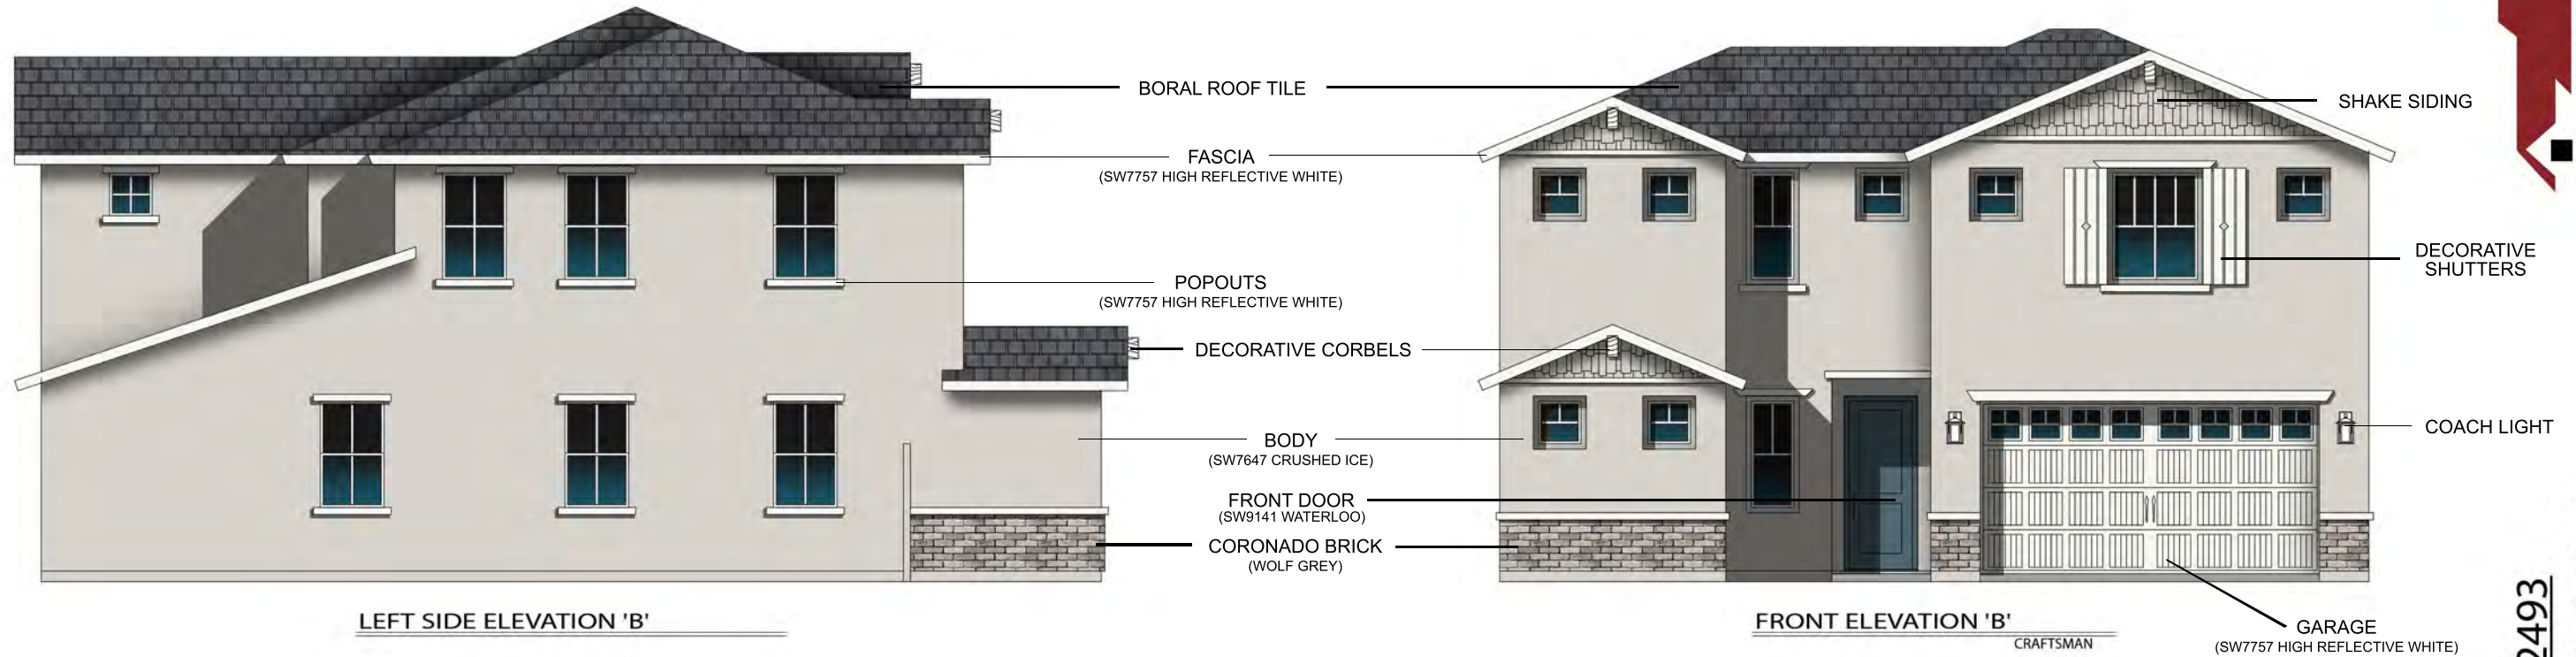 BORAL ROOF TILE
FASCIA
(SW7757 HIGH REFLECTIVE WHITE)
POPOUTS
(SW7757 HIGH REFLECTIVE WHITE)
DECORATIVE CORBELS
BODY
(SW7647 CRUSHED ICE)
FRONT DOOR
(SW9141 WATERLOO)
CORONADO BRICK
(WOLF GREY)
SHAKE SIDING
DECORATIVE
SHUTTERS
COACH LIGHT
GARAGE
(SW7757 HIGH REFLECTIVE WHITE)
LEFT SIDE ELEVATION 'B'
FRONT ELEVATION 'B'
CRAFTSMAN
2493